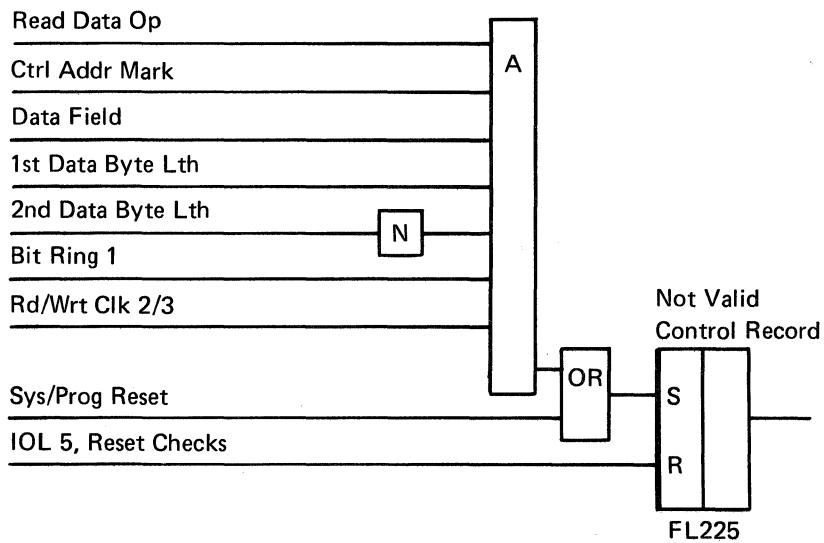 Read Data Op
A
Ctrl Addr Mark
Data Field
1st Data Byte Lth
2nd Data Byte Lth
N
Bit Ring 1
Rd/Wrt Clk 2/3
Not Valid
Control Record
OR
Sys/Prog Reset
S
IOL 5, Reset Checks
R
FL225